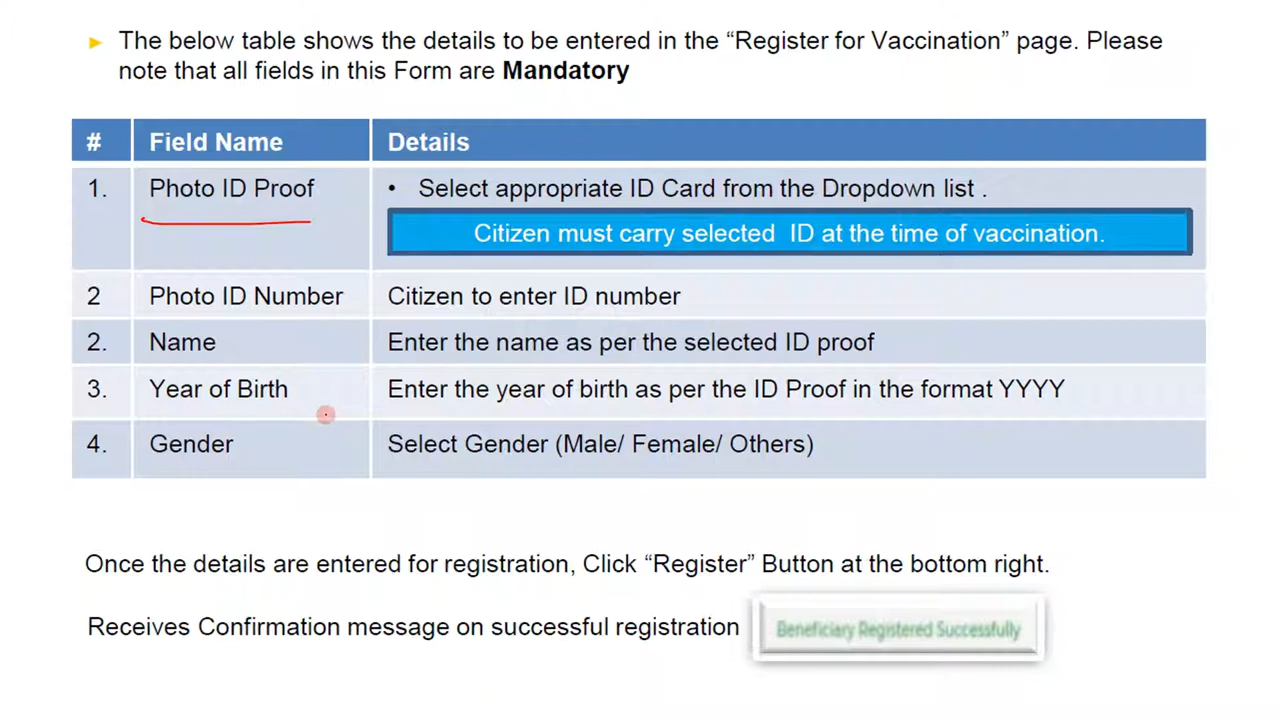 The below table shows the details to be entered in the “Register for Vaccination” page. Please
note that all fields in this Form are Mandatory
# Field Name Details
1. Photo ID Proof • Select appropriate ID Card from the Dropdown list .
Citizen must carry selected ID at the time of vaccination.
2 Photo ID Number Citizen to enter ID number
2. Name Enter the name as per the selected ID proof
3. Year of Birth Enter the year of birth as per the ID Proof in the format YYYY
4. Gender Select Gender (Male/ Female/ Others)
Once the details are entered for registration, Click “Register” Button at the bottom right.
Receives Confirmation message on successful registration Beneficiary Registered Successfully